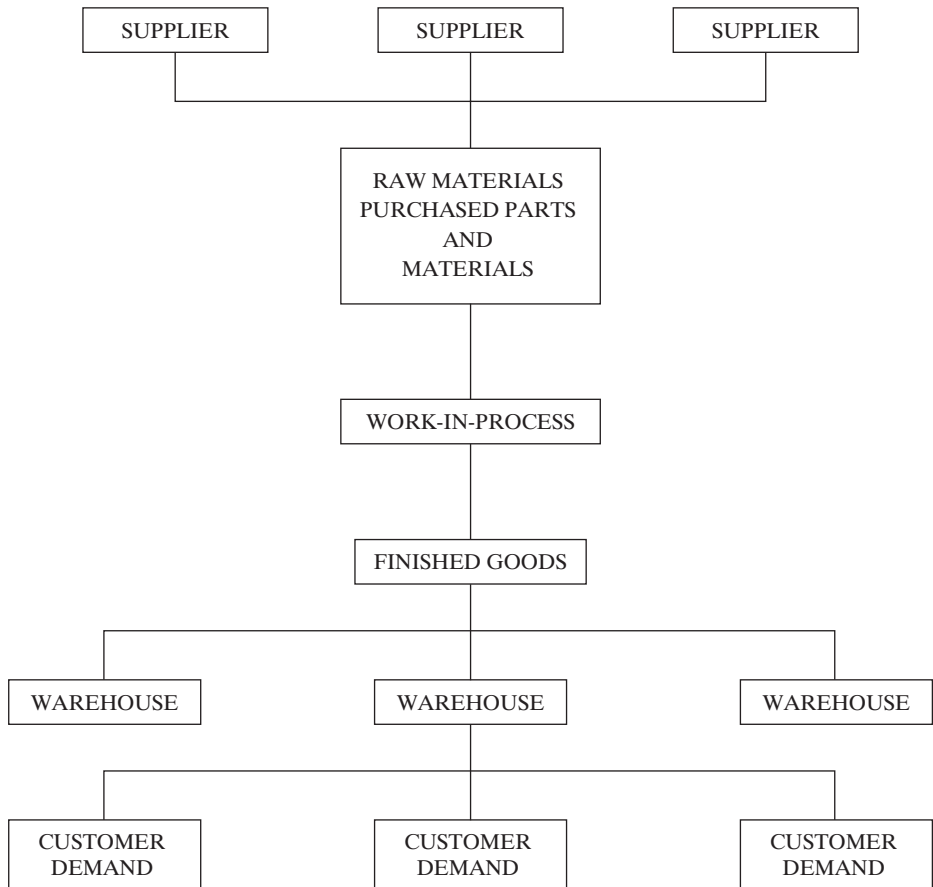 SUPPLIER
SUPPLIER
SUPPLIER
RAW MATERIALS
PURCHASED PARTS
AND
MATERIALS
WORK-IN-PROCESS
FINISHED GOODS
WAREHOUSE
WAREHOUSE
WAREHOUSE
CUSTOMER
DEMAND
CUSTOMER
DEMAND
CUSTOMER
DEMAND